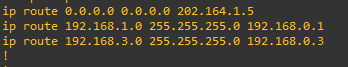 ip route 0.0.0.0 0.0.0.0 202.164.1.5
ip route 192.168.1.0 255.255.255.0 192.168.0.1
ip route 192.168.3.0 255.255.255.0 192.168.0.3
!